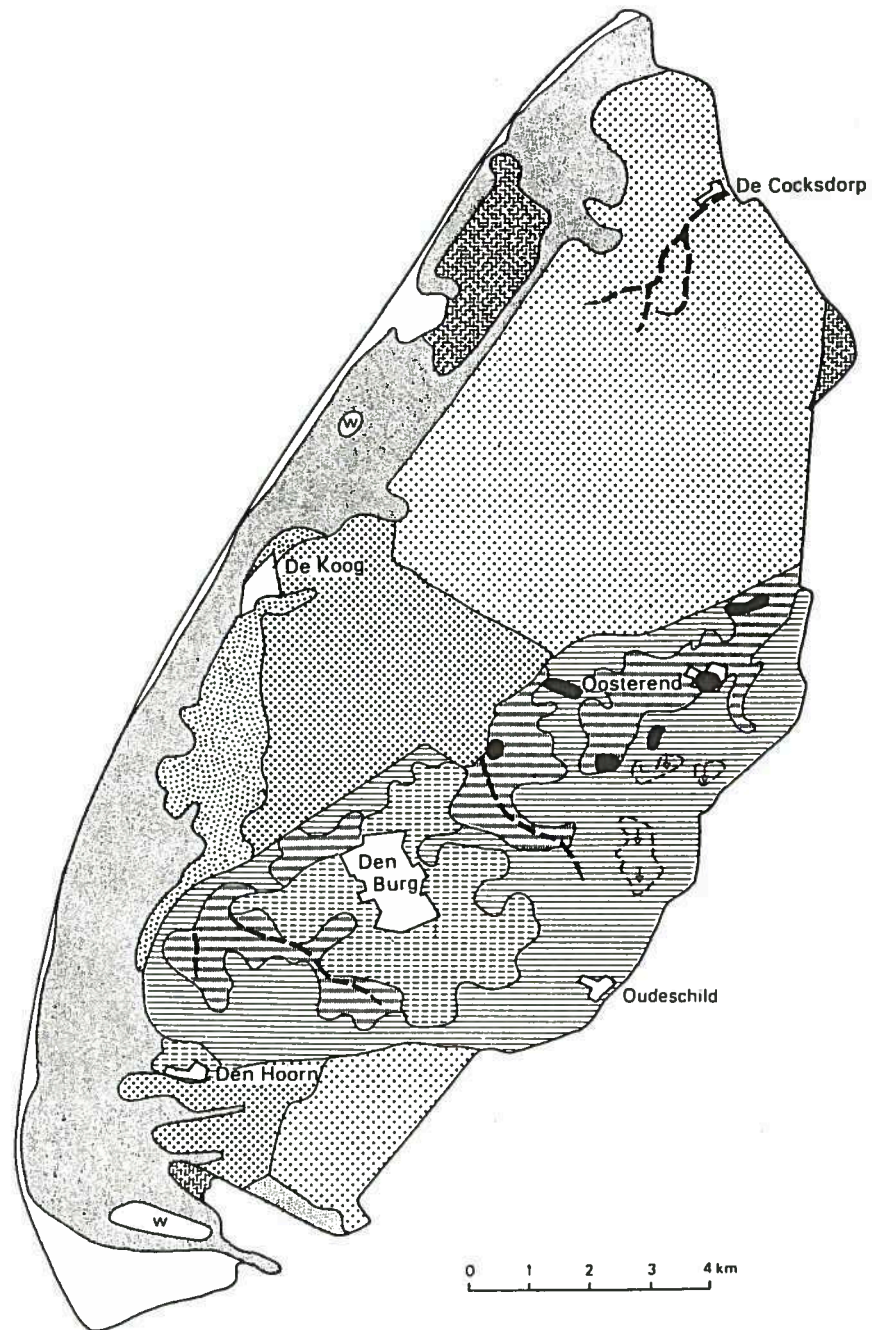 De Cocksdorp
w
De Koog
Oosterend
Den
Burg
Oudeschild
Den Hoorn
w
0 1 2 3 4 km